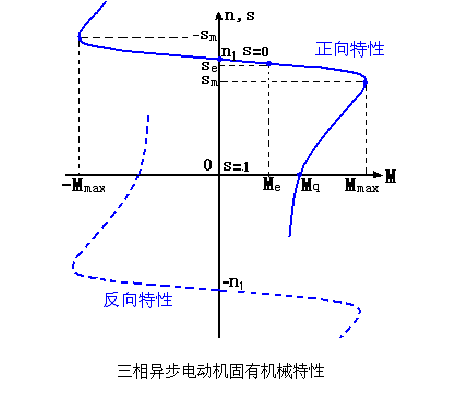 n, s
-sm
n1 s=0
正向特性
se
sm
0 s=1
M
-Mmax
Me
Mq
Mmax
-n1
反向特性
三相异步电动机固有机械特性